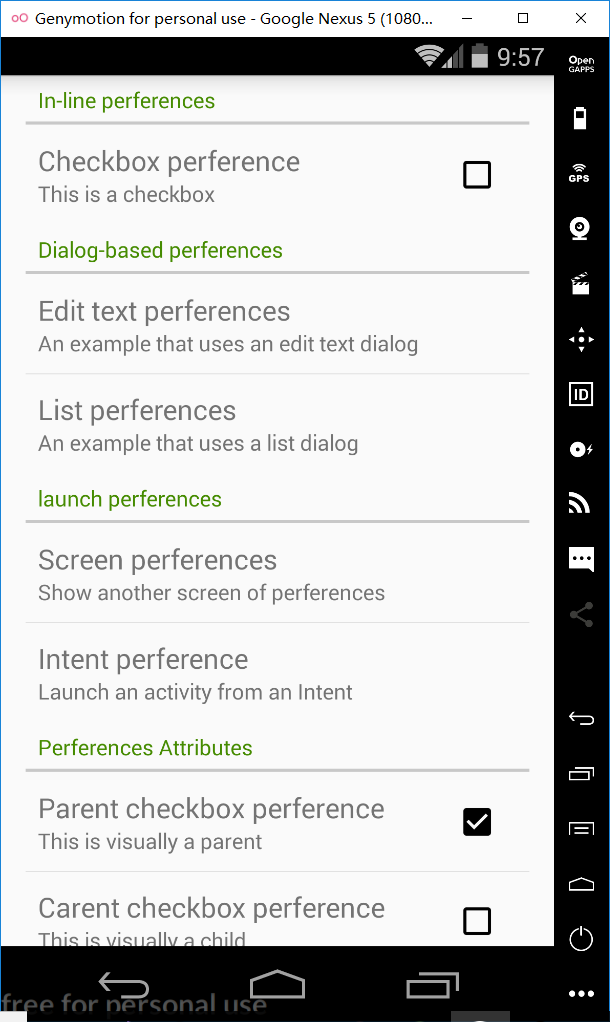 Genymotion for personal use - Google Nexus 5 (1080...
9:57
Open
GAPPS
In-line perferences
Checkbox perference
This is a checkbox
GPS
Dialog-based perferences
Edit text perferences
An example that uses an edit text dialog
ID
List perferences
An example that uses a list dialog
launch perferences
Screen perferences
Show another screen of perferences
Intent perference
Launch an activity from an Intent
Perferences Attributes
Parent checkbox perference
This is visually a parent
Carent checkbox perference
This is visually a child
free for personal use